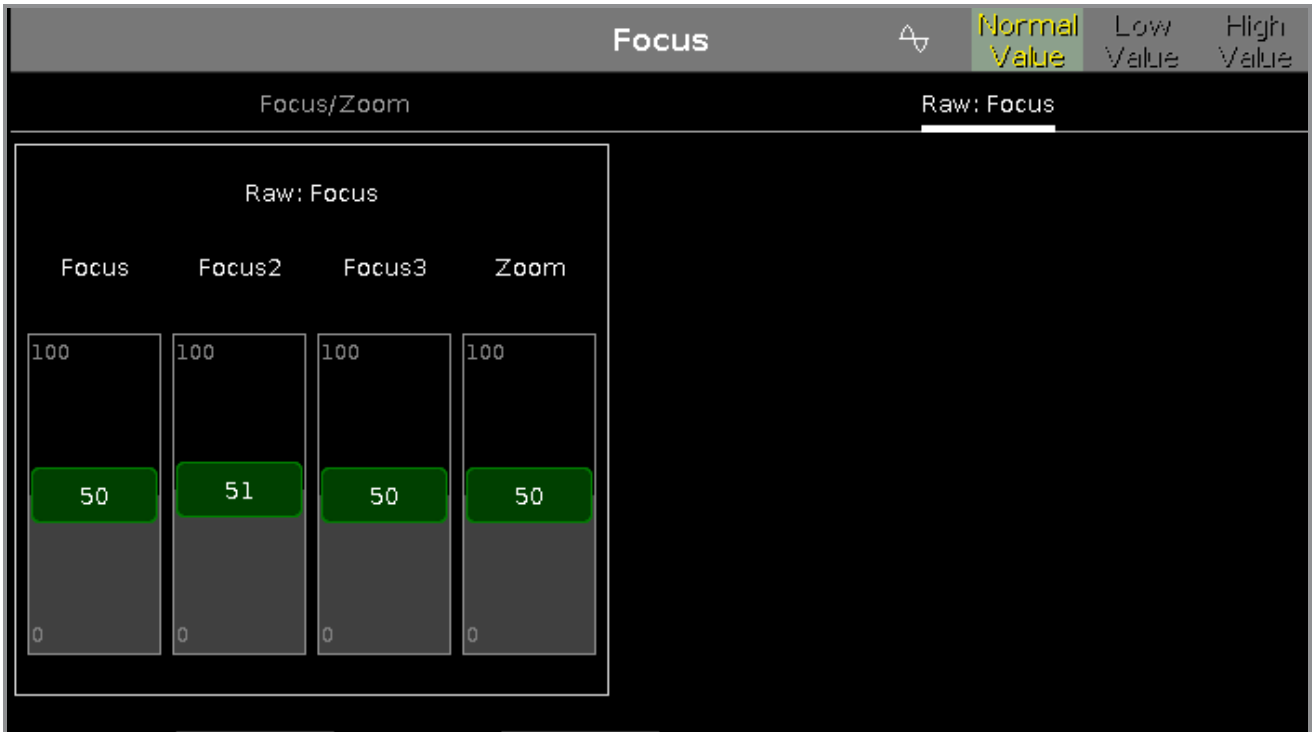 Focus
Normal Value
Low Value
High Value
Focus/Zoom
Raw: Focus
Raw: Focus
Focus Focus2 Focus3 Zoom
100 100 100 100
50 51 50 50
0 0 0 0